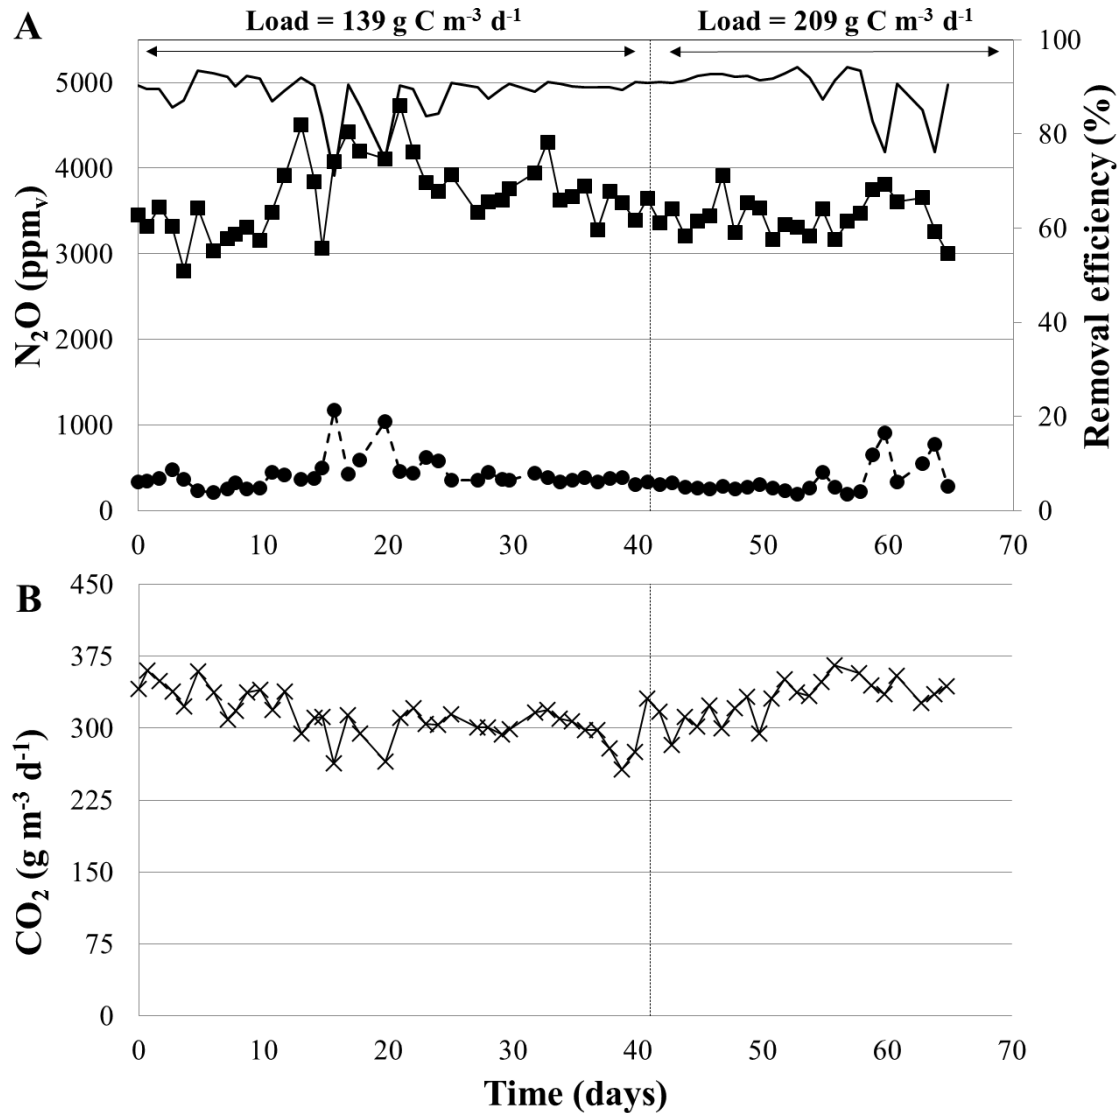 A
Load = 139 g C m-3 d-1
Load = 209 g C m-3 d-1
5000
4000
3000
2000
1000
0
N2O (ppmv)
100
80
60
40
20
0
Removal efficiency (%)
0 10 20 30 40 50 60 70
B
450
375
300
225
150
75
0
CO2 (g m-3 d-1)
0 10 20 30 40 50 60 70
Time (days)